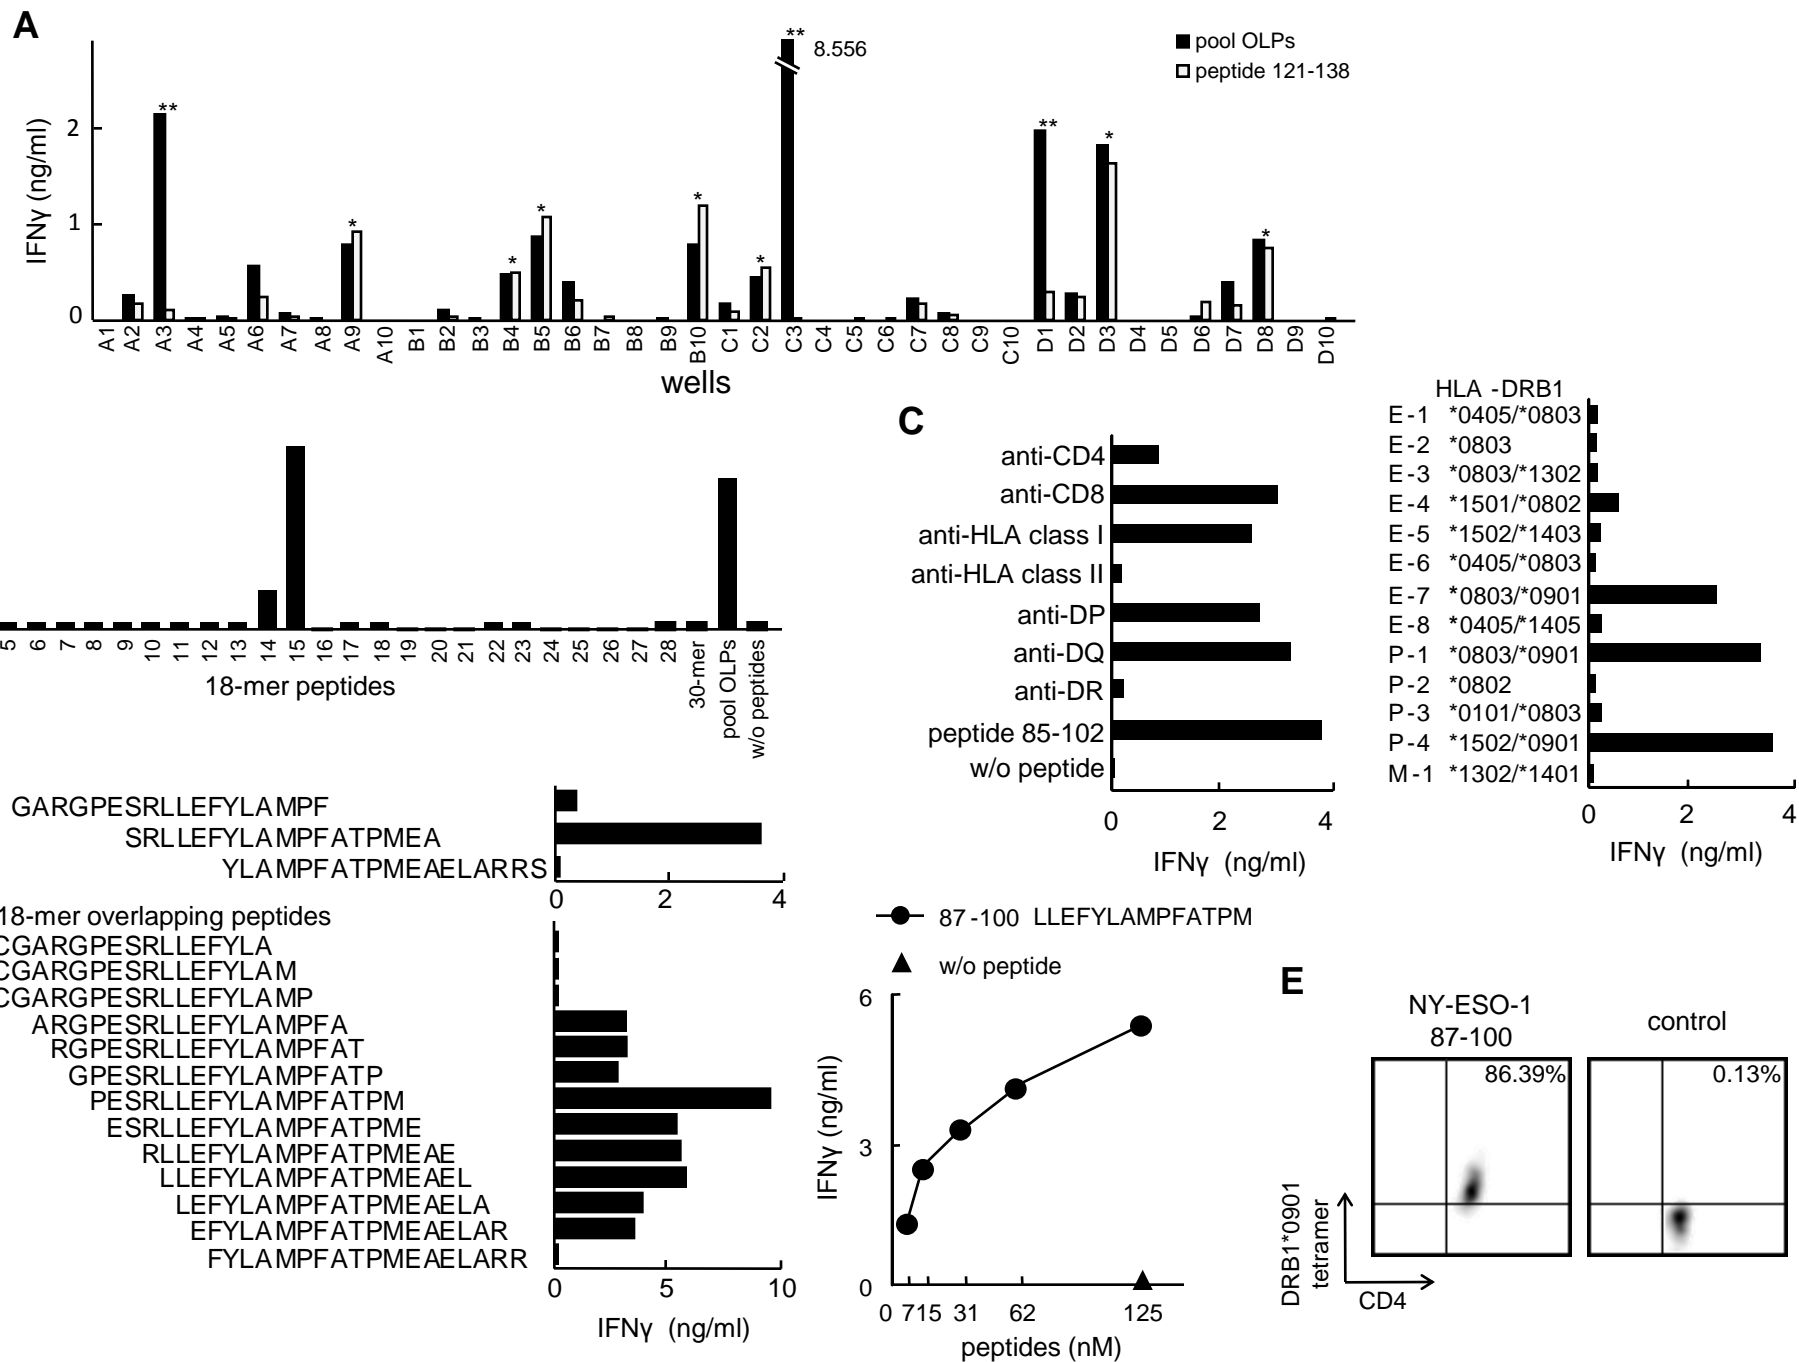 A
** 8.556
pool OLPs
peptide 121-138
IFNγ (ng/ml)
2
1
0
** * * * * * ** * *
A1 A2 A3 A4 A5 A6 A7 A8 A9 A10 B1 B2 B3 B4 B5 B6 B7 B8 B9 B10 C1 C2 C3 C4 C5 C6 C7 C8 C9 C10 D1 D2 D3 D4 D5 D6 D7 D8 D9 D10
wells
5 6 7 8 9 10 11 12 13 14 15 16 17 18 19 20 21 22 23 24 25 26 27 28 30-mer pool OLPs w/o peptides
18-mer peptides
GARGPESRLLEFYLAMPF
SRLLEFYLAMPFATPMEA
YLAMPFATPMEAELARRS
0 2 4
18-mer overlapping peptides
CGARGPESRLLEFYLA
CGARGPESRLLEFYLAM
CGARGPESRLLEFYLAMP
ARGPESRLLEFYLAMPFA
RGPESRLLEFYLAMPFAT
GPESRLLEFYLAMPFATP
PESRLLEFYLAMPFATPM
ESRLLEFYLAMPFATPME
RLLEFYLAMPFATPMEAE
LLEFYLAMPFATPMEAEL
LEFYLAMPFATPMEAELA
EFYLAMPFATPMEAELAR
FYLAMPFATPMEAELARR
0 5 10
IFNγ (ng/ml)
C
anti-CD4
anti-CD8
anti-HLA class I
anti-HLA class II
anti-DP
anti-DQ
anti-DR
peptide 85-102
w/o peptide
0 2 4
IFNγ (ng/ml)
HLA -DRB1
E-1 *0405/*0803
E-2 *0803
E-3 *0803/*1302
E-4 *1501/*0802
E-5 *1502/*1403
E-6 *0405/*0803
E-7 *0803/*0901
E-8 *0405/*1405
P-1 *0803/*0901
P-2 *0802
P-3 *0101/*0803
P-4 *1502/*0901
M-1 *1302/*1401
0 2 4
IFNγ (ng/ml)
87-100 LLEFYLAMPFATPM
w/o peptide
IFNγ (ng/ml)
6
3
0
0 715 31 62 125
peptides (nM)
E
NY-ESO-1
87-100
control
86.39%
0.13%
DRB1*0901
tetramer
CD4